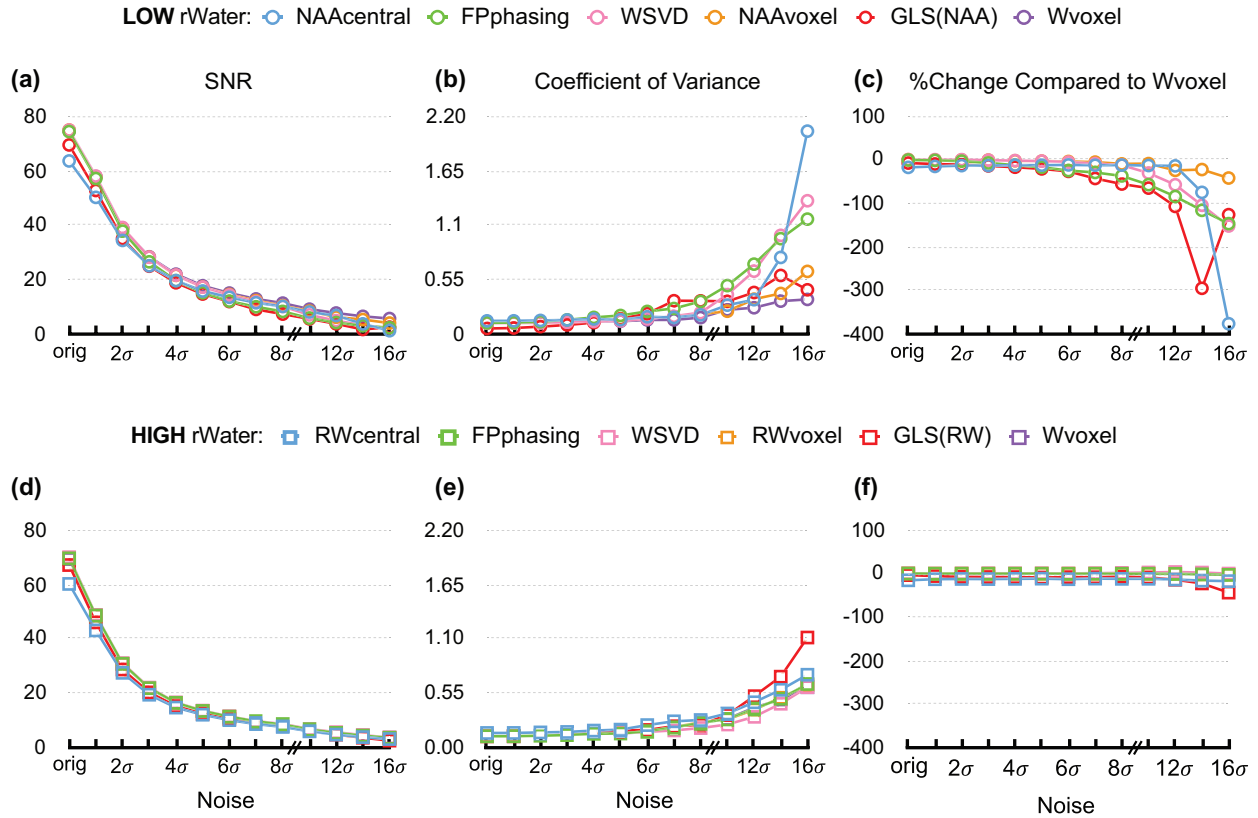 LOW rWater: NAAcentral FPphasing WSVD NAAvoxel GLS(NAA) Wvoxel
(a) SNR (b) Coefficient of Variance (c) %Change Compared to Wvoxel
80 2.20 100
60 1.65 0
-100
40 1.1
-200
20 0.55
-300
0 0 -400
orig 2σ 4σ 6σ 8σ 12σ 16σ orig 2σ 4σ 6σ 8σ 12σ 16σ orig 2σ 4σ 6σ 8σ 12σ 16σ
HIGH rWater: RWcentral FPphasing WSVD RWvoxel GLS(RW) Wvoxel
(d) (e) (f)
80 2.20 100
60 1.65 0
-100
40 1.10
-200
20 0.55
-300
0 0.00 -400
orig 2σ 4σ 6σ 8σ 12σ 16σ orig 2σ 4σ 6σ 8σ 12σ 16σ orig 2σ 4σ 6σ 8σ 12σ 16σ
Noise Noise Noise